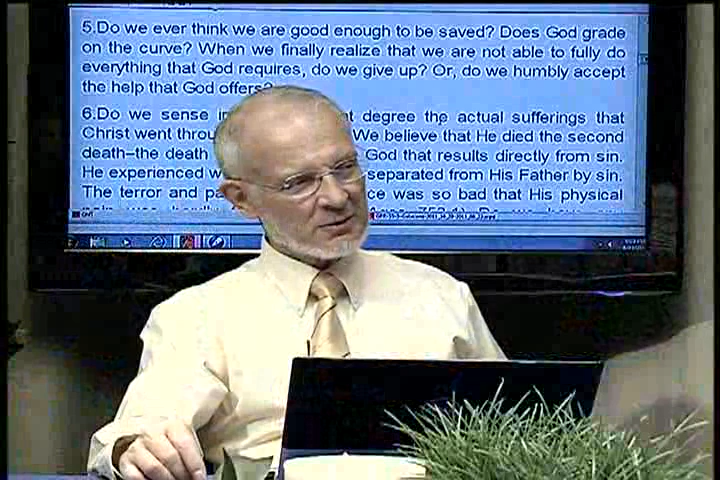 5.Do we ever think we are good enough to be saved? Does God grade
on the curve? When we finally realize that we are not able to fully do
everything that God requires, do we give up? Or, do we humbly accept
the help that God offers?
6.Do we sense in degree the actual sufferings that
Christ went We believe that He died the second
death–the death God that results directly from sin.
He experienced separated from His Father by sin.
The terror and was so bad that His physical